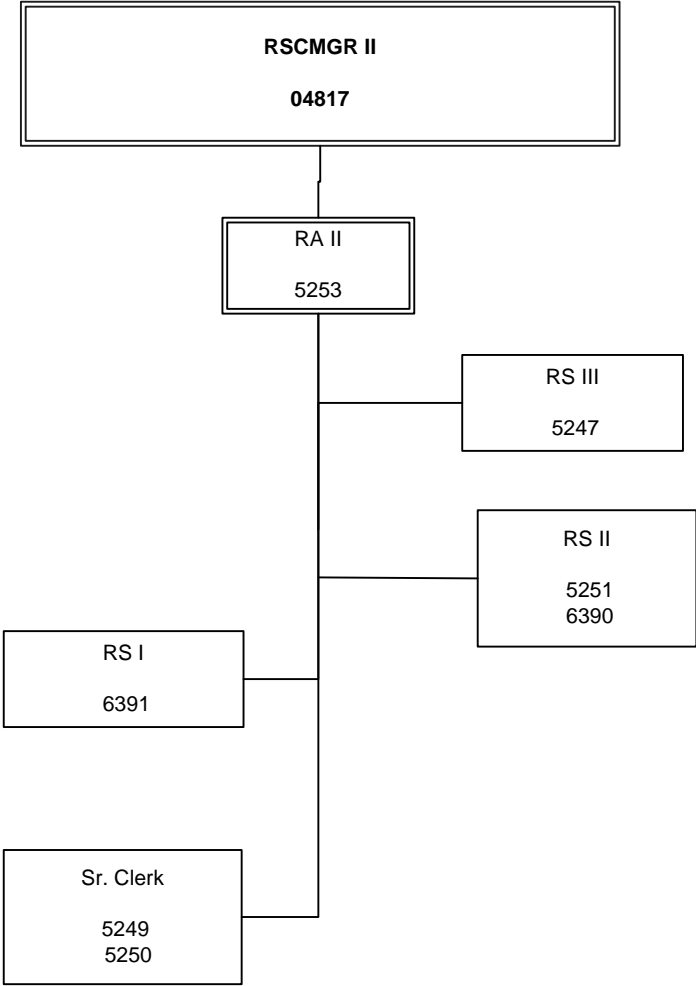 RSCMGR II
04817
RA II
5253
RS III
5247
RS II
5251
6390
RS I
6391
Sr. Clerk
5249
5250